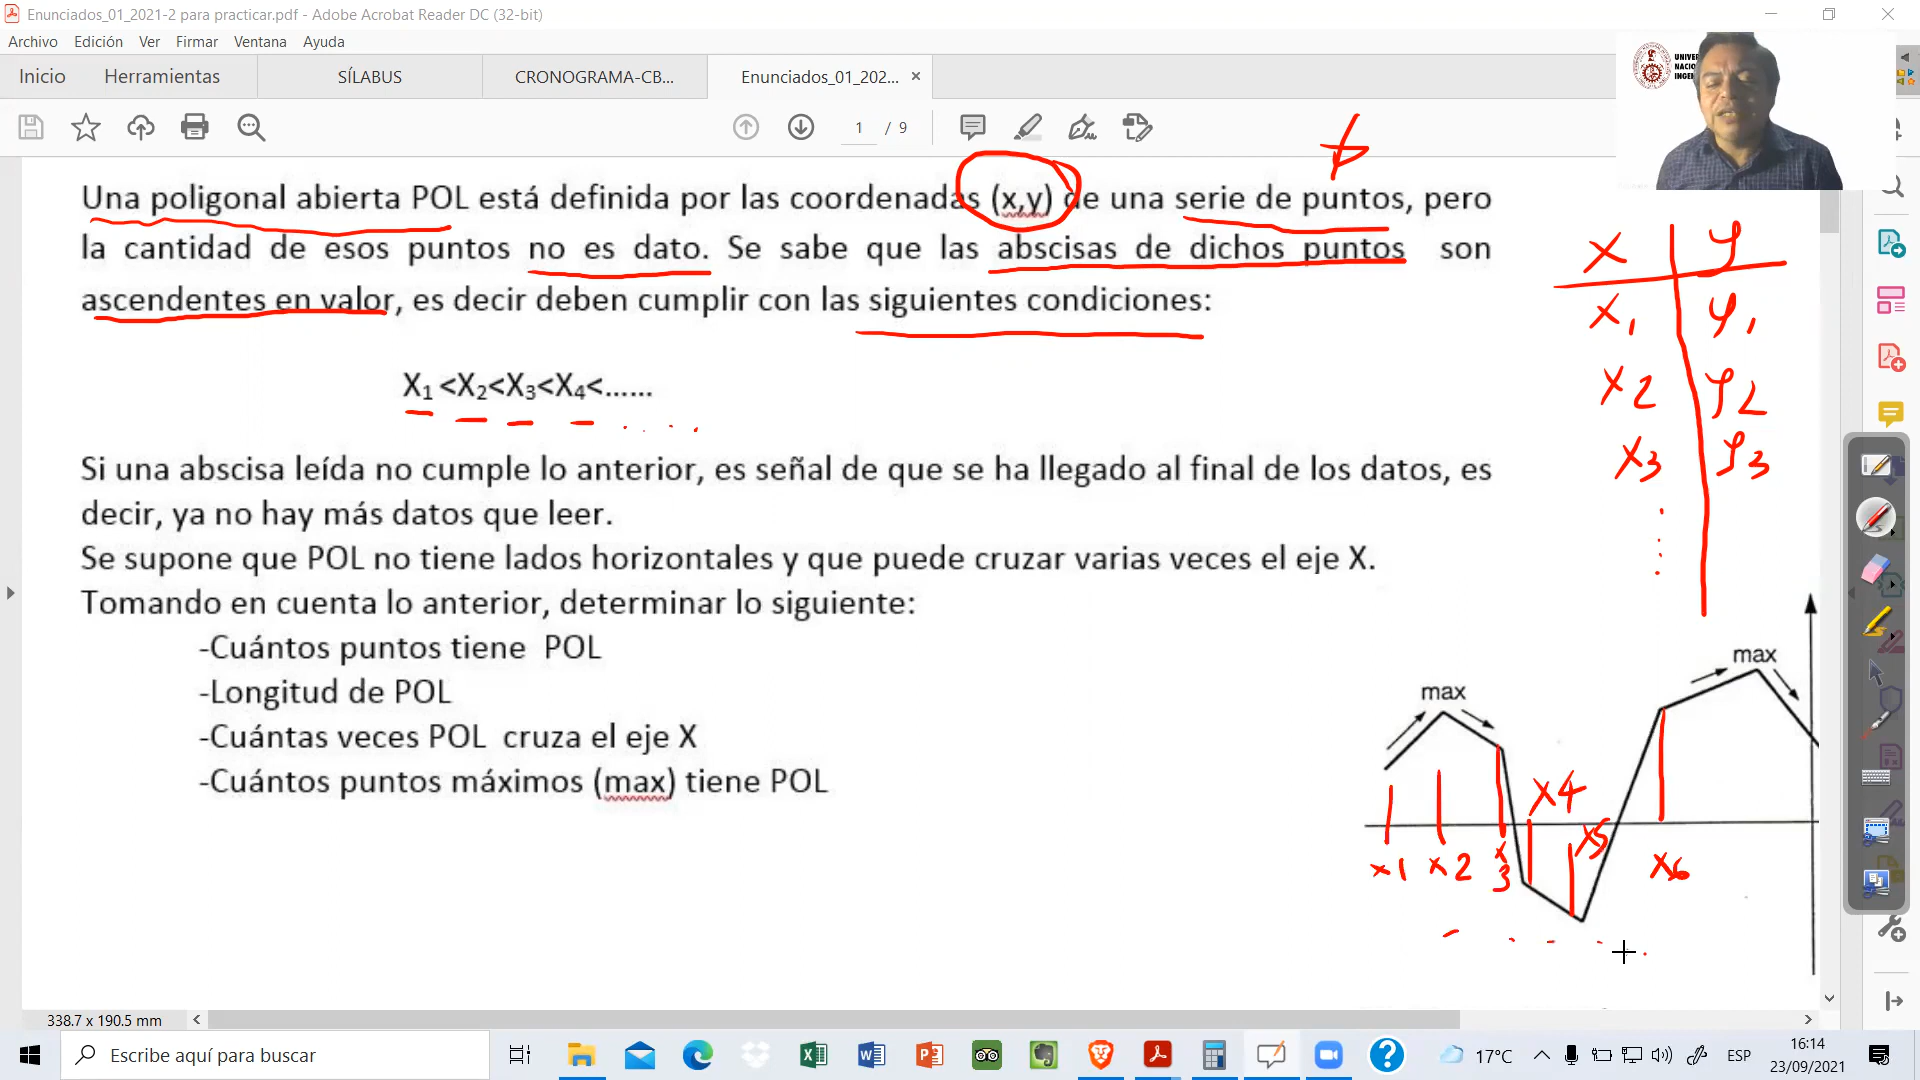 Enunciados_01_2021-2 para practicar.pdf - Adobe Acrobat Reader DC (32-bit)
Archivo Edición Ver Firmar Ventana Ayuda
Inicio Herramientas SÍLABUS CRONOGRAMA-CB... Enunciados_01_202... ×
1 / 9
Una poligonal abierta POL está definida por las coordenadas (x,y) de una serie de puntos, pero
la cantidad de esos puntos no es dato. Se sabe que las abscisas de dichos puntos son
ascendentes en valor, es decir deben cumplir con las siguientes condiciones:
X1 <X2<X3<X4<......
Si una abscisa leída no cumple lo anterior, es señal de que se ha llegado al final de los datos, es
decir, ya no hay más datos que leer.
Se supone que POL no tiene lados horizontales y que puede cruzar varias veces el eje X.
Tomando en cuenta lo anterior, determinar lo siguiente:
-Cuántos puntos tiene POL
-Longitud de POL
-Cuántas veces POL cruza el eje X
-Cuántos puntos máximos (max) tiene POL
x y
x1 y1
x2 y2
x3 y3
max
max
x4
x5
x1 x2 x3 x6
338.7 x 190.5 mm
Escribe aquí para buscar
17°C
ESP
16:14
23/09/2021